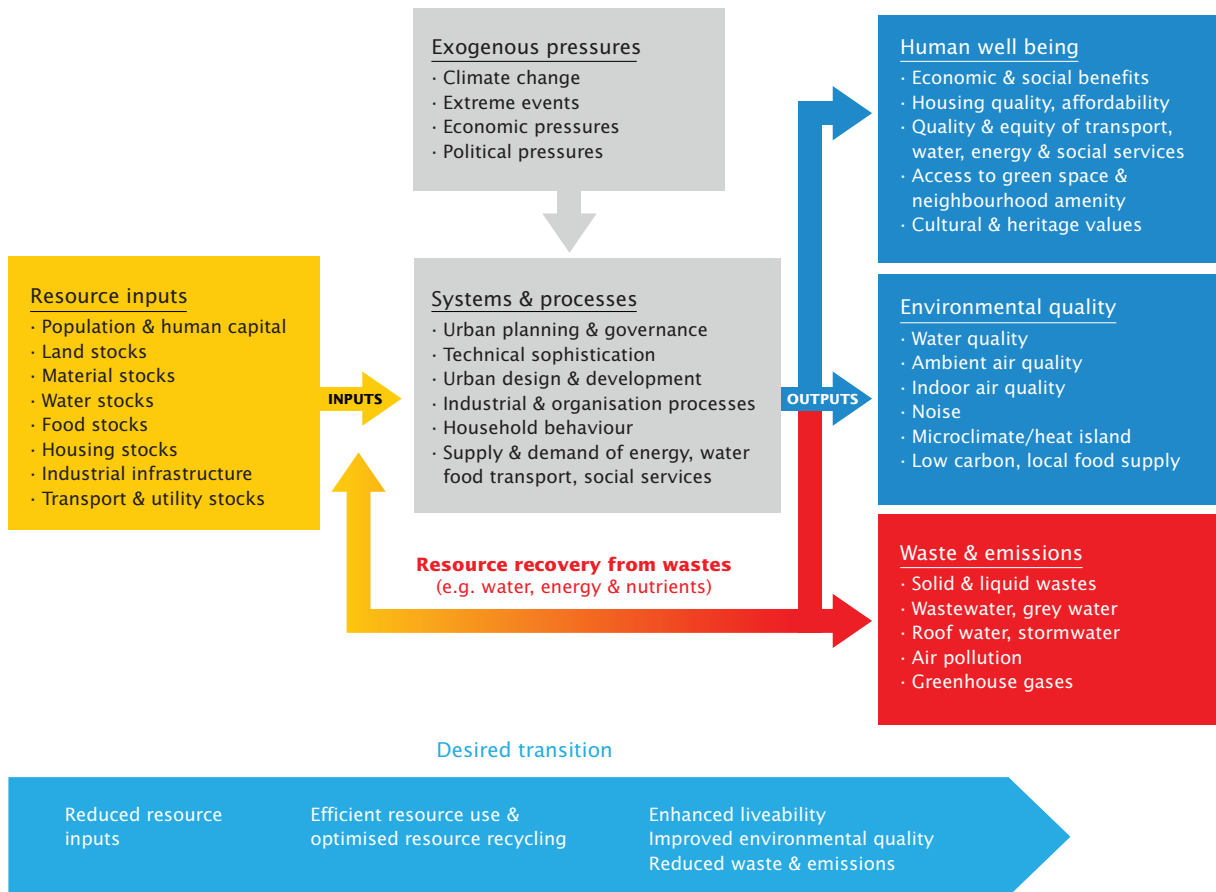 Exogenous pressures
· Climate change
· Extreme events
· Economic pressures
· Political pressures
Human well being
· Economic & social benefits
· Housing quality, affordability
· Quality & equity of transport,
water, energy & social services
· Access to green space &
neighbourhood amenity
· Cultural & heritage values
Resource inputs
· Population & human capital
· Land stocks
· Material stocks
· Water stocks
· Food stocks
· Housing stocks
· Industrial infrastructure
· Transport & utility stocks
INPUTS
Systems & processes
· Urban planning & governance
· Technical sophistication
· Urban design & development
· Industrial & organisation processes
· Household behaviour
· Supply & demand of energy, water
food transport, social services
OUTPUTS
Environmental quality
· Water quality
· Ambient air quality
· Indoor air quality
· Noise
· Microclimate/heat island
· Low carbon, local food supply
Resource recovery from wastes
(e.g. water, energy & nutrients)
Waste & emissions
· Solid & liquid wastes
· Wastewater, grey water
· Roof water, stormwater
· Air pollution
· Greenhouse gases
Desired transition
Reduced resource
inputs
Efficient resource use &
optimised resource recycling
Enhanced liveability
Improved environmental quality
Reduced waste & emissions